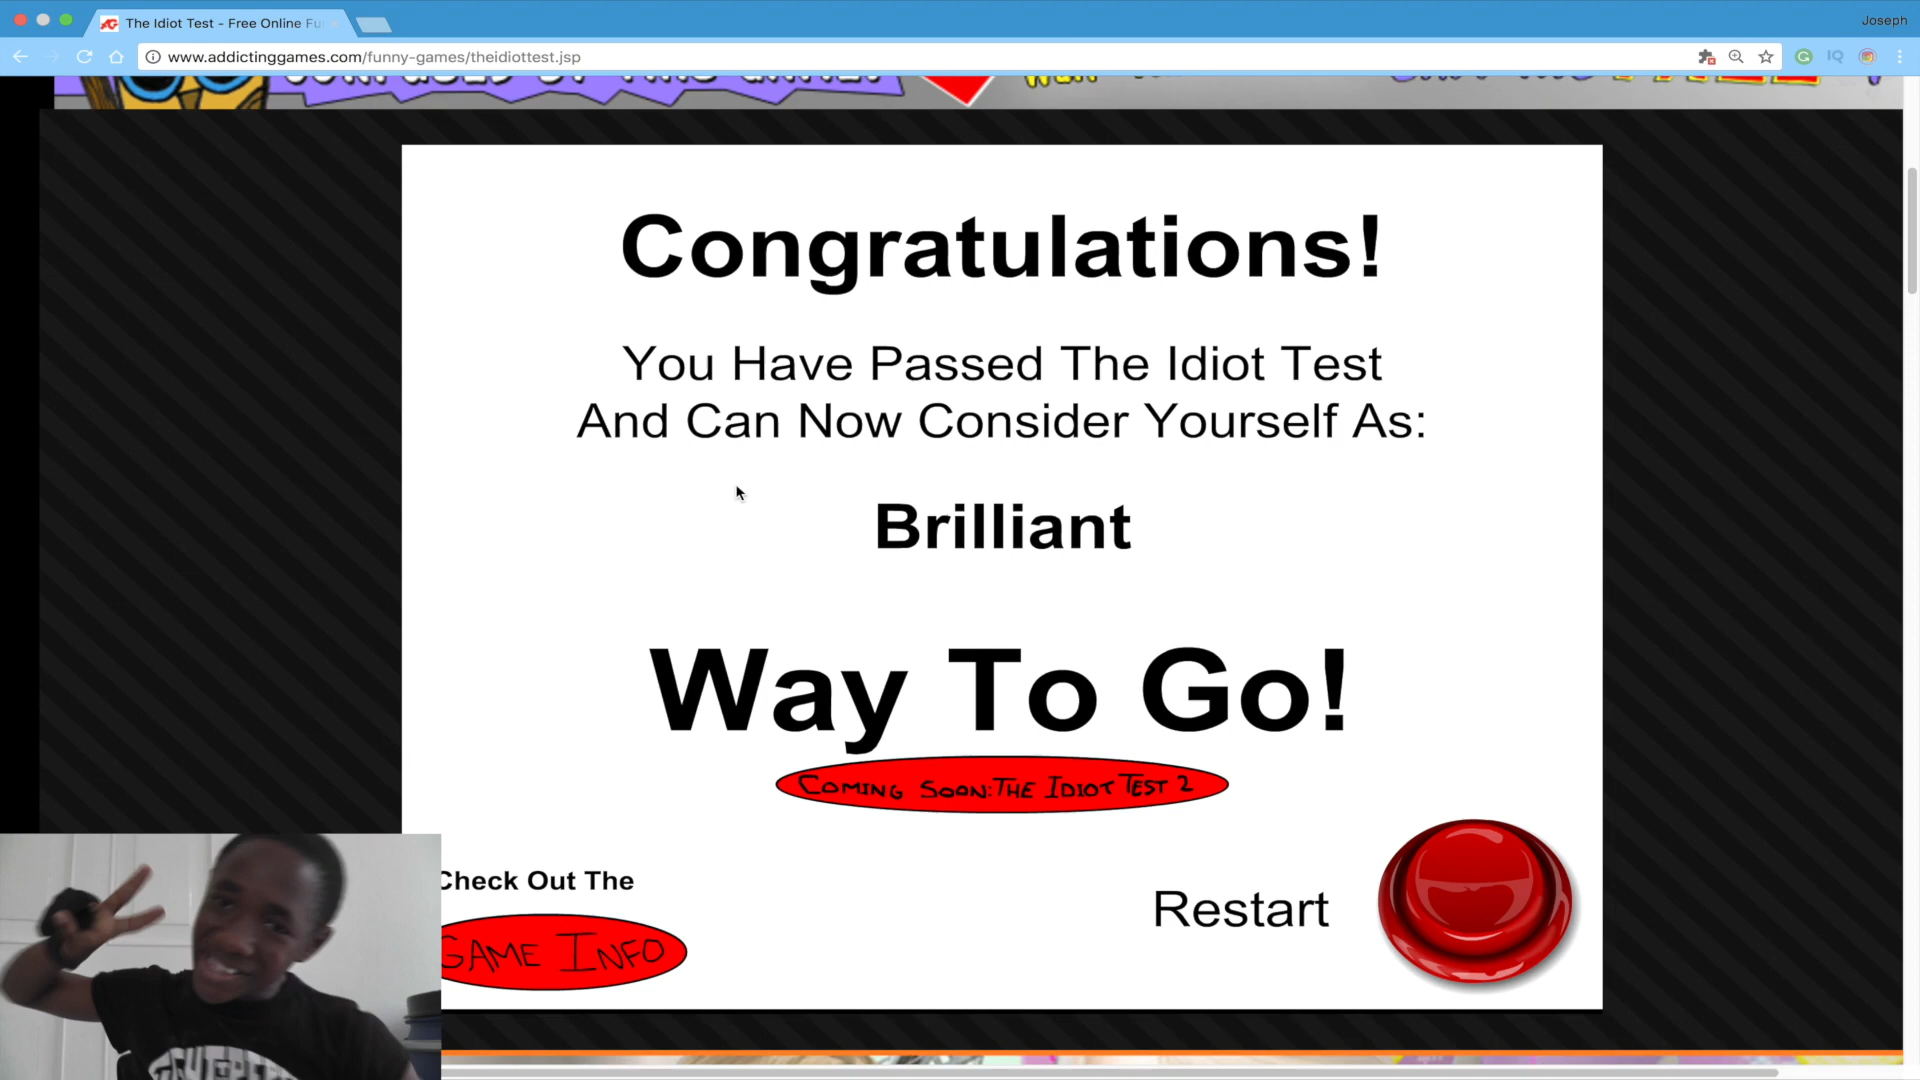 The Idiot Test - Free Online Fu
Joseph
www.addictinggames.com/funny-games/theidiottest.jsp
Congratulations!
You Have Passed The Idiot Test
And Can Now Consider Yourself As:
Brilliant
Way To Go!
COMING SOON: THE IDIOT TEST 2
Check Out The
GAME INFO
Restart